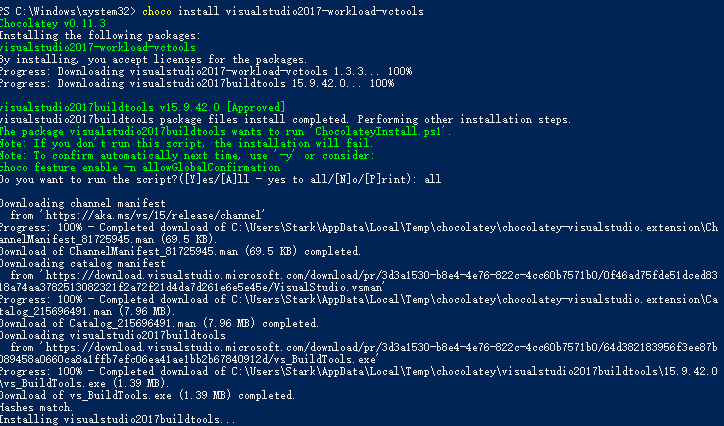 PS C:\Windows\system32> choco install visualstudio2017-workload-vctools
Chocolatey v0.11.3
Installing the following packages:
visualstudio2017-workload-vctools
By installing, you accept licenses for the packages.
Progress: Downloading visualstudio2017-workload-vctools 1.3.3... 100%
Progress: Downloading visualstudio2017buildtools 15.9.42.0... 100%
visualstudio2017buildtools v15.9.42.0 [Approved]
visualstudio2017buildtools package files install completed. Performing other installation steps.
The package visualstudio2017buildtools wants to run 'ChocolateyInstall.ps1'.
Note: If you don't run this script, the installation will fail.
Note: To confirm automatically next time, use '-y' or consider:
choco feature enable -n allowGlobalConfirmation
Do you want to run the script?([Y]es/[A]ll - yes to all/[N]o/[P]rint): all
Downloading channel manifest
from 'https://aka.ms/vs/15/release/channel'
Progress: 100% - Completed download of C:\Users\Stark\AppData\Local\Temp\chocolatey\chocolatey-visualstudio.extension\Ch
annelManifest_81725945.man (69.5 KB).
Download of ChannelManifest_81725945.man (69.5 KB) completed.
Downloading catalog manifest
from 'https://download.visualstudio.microsoft.com/download/pr/3d3a1530-b8e4-4e76-822c-4cc60b7571b0/0f46ad75fde51dced83
18a74aa3782513082321f2a72f21d4da7d261e6e5e45e/VisualStudio.vsman'
Progress: 100% - Completed download of C:\Users\Stark\AppData\Local\Temp\chocolatey\chocolatey-visualstudio.extension\Ca
talog_215696491.man (7.96 MB).
Download of Catalog_215696491.man (7.96 MB) completed.
Downloading visualstudio2017buildtools
from 'https://download.visualstudio.microsoft.com/download/pr/3d3a1530-b8e4-4e76-822c-4cc60b7571b0/64d382183956f3ee87b
089458a0660ca8a1ffb7efc06ea41ae1bb2b67840912d/vs_BuildTools.exe'
Progress: 100% - Completed download of C:\Users\Stark\AppData\Local\Temp\chocolatey\visualstudio2017buildtools\15.9.42.0
\vs_BuildTools.exe (1.39 MB).
Download of vs_BuildTools.exe (1.39 MB) completed.
Hashes match.
Installing visualstudio2017buildtools...